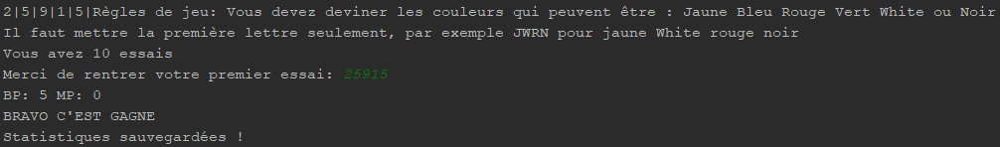 2|5|9|1|5|Règles de jeu: Vous devez deviner les couleurs qui peuvent être : Jaune Bleu Rouge Vert White ou Noir
Il faut mettre la première lettre seulement, par exemple JWRN pour jaune White rouge noir
Vous avez 10 essais
Merci de rentrer votre premier essai: 25915
BP: 5 MP: 0
BRAVO C'EST GAGNE
Statistiques sauvegardées !